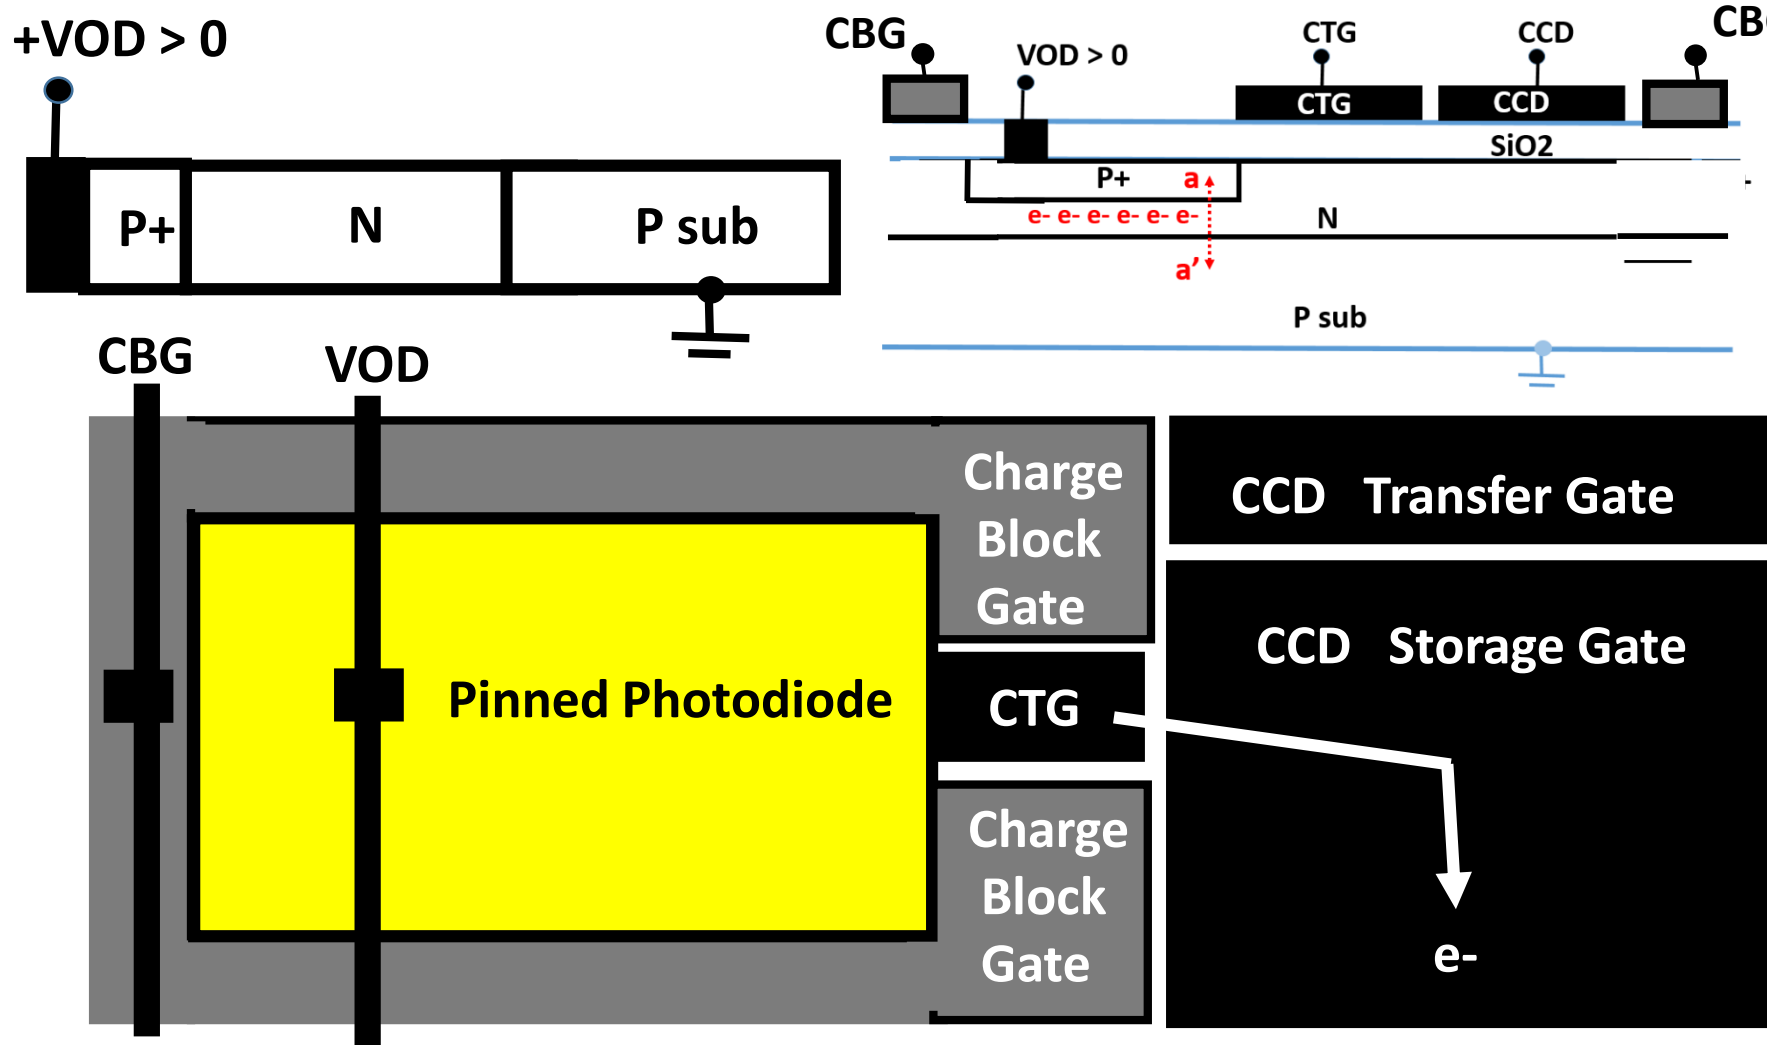 +VOD > 0
P+
N
P sub
CBG
VOD > 0
CTG
CCD
CTG
CCD
SiO2
P+
a
e- e- e- e- e- e-
N
a’
P sub
CBG
VOD
Charge
Block
Gate
CCD Transfer Gate
CCD Storage Gate
Pinned Photodiode
CTG
Charge
Block
Gate
e-